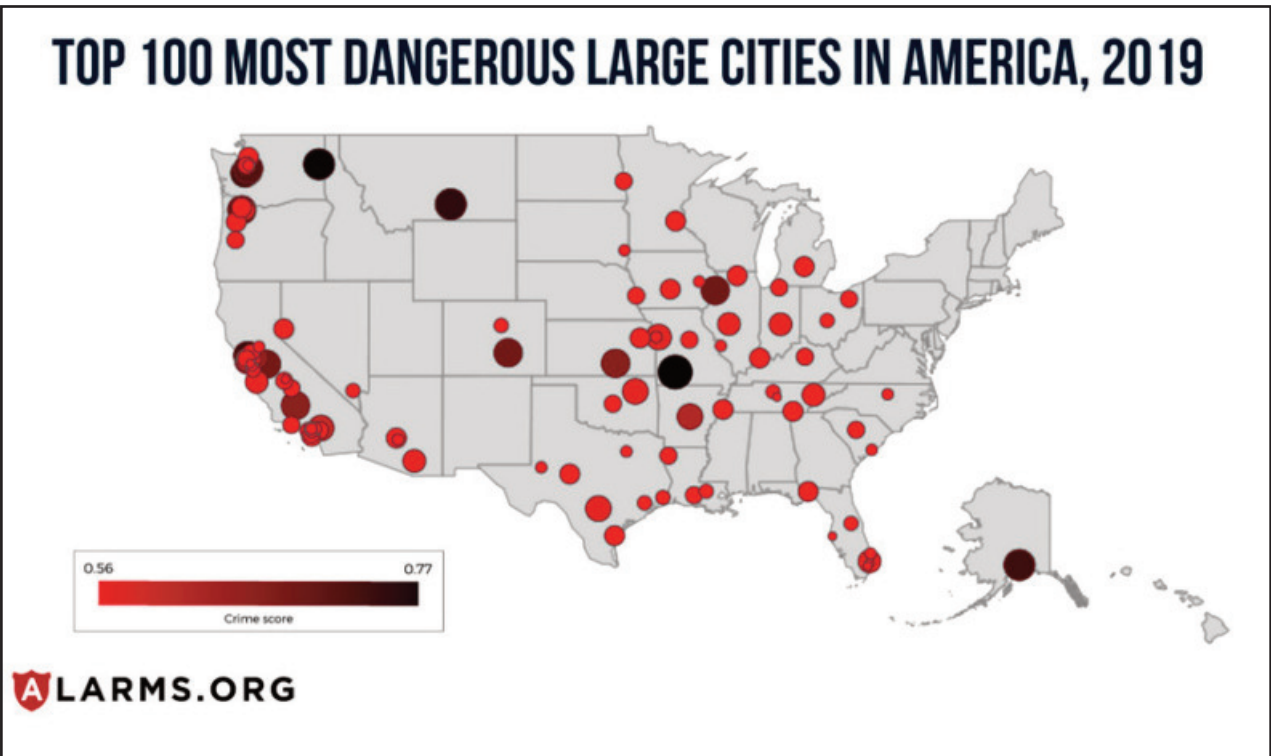 TOP 100 MOST DANGEROUS LARGE CITIES IN AMERICA, 2019
0.56 0.77
Crime score
ALARMS.ORG